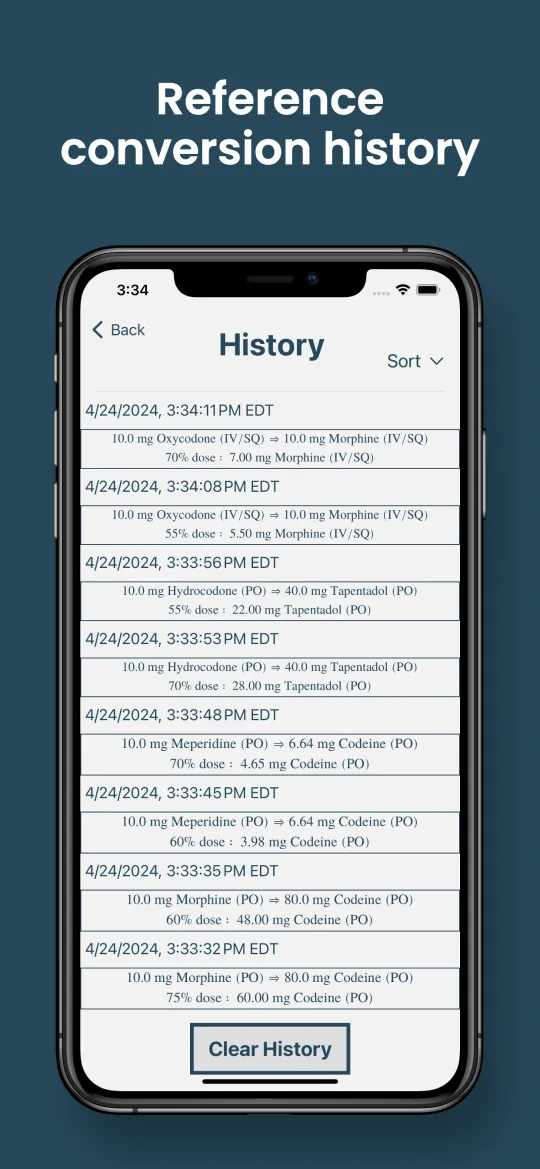 Reference
conversion history
3:34
Back
History
Sort
4/24/2024, 3:34:11 PM EDT
10.0 mg Oxycodone (IV/SQ) ⇒ 10.0 mg Morphine (IV/SQ)
70% dose : 7.00 mg Morphine (IV/SQ)
4/24/2024, 3:34:08 PM EDT
10.0 mg Oxycodone (IV/SQ) ⇒ 10.0 mg Morphine (IV/SQ)
55% dose : 5.50 mg Morphine (IV/SQ)
4/24/2024, 3:33:56 PM EDT
10.0 mg Hydrocodone (PO) ⇒ 40.0 mg Tapentadol (PO)
55% dose : 22.00 mg Tapentadol (PO)
4/24/2024, 3:33:53 PM EDT
10.0 mg Hydrocodone (PO) ⇒ 40.0 mg Tapentadol (PO)
70% dose : 28.00 mg Tapentadol (PO)
4/24/2024, 3:33:48 PM EDT
10.0 mg Meperidine (PO) ⇒ 6.64 mg Codeine (PO)
70% dose : 4.65 mg Codeine (PO)
4/24/2024, 3:33:45 PM EDT
10.0 mg Meperidine (PO) ⇒ 6.64 mg Codeine (PO)
60% dose : 3.98 mg Codeine (PO)
4/24/2024, 3:33:35 PM EDT
10.0 mg Morphine (PO) ⇒ 80.0 mg Codeine (PO)
60% dose : 48.00 mg Codeine (PO)
4/24/2024, 3:33:32 PM EDT
10.0 mg Morphine (PO) ⇒ 80.0 mg Codeine (PO)
75% dose : 60.00 mg Codeine (PO)
Clear History